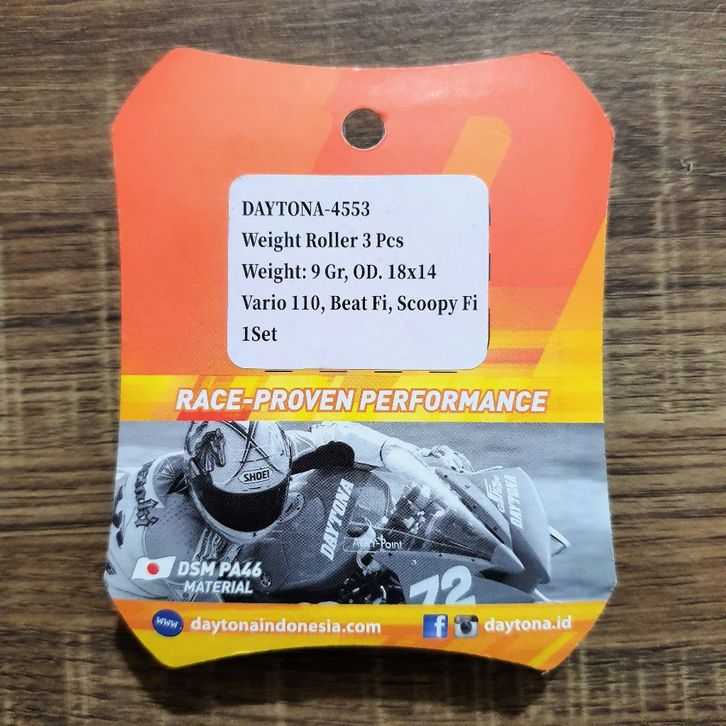 DAYTONA-4553
Weight Roller 3 Pcs
Weight: 9 Gr, OD. 18x14
Vario 110, Beat Fi, Scoopy Fi
1Set
RACE-PROVEN PERFORMANCE
SHOEI
DAYTONA
DAYTONA
72
DSM PA46
MATERIAL
www. daytonaindonesia.com
f daytona.id